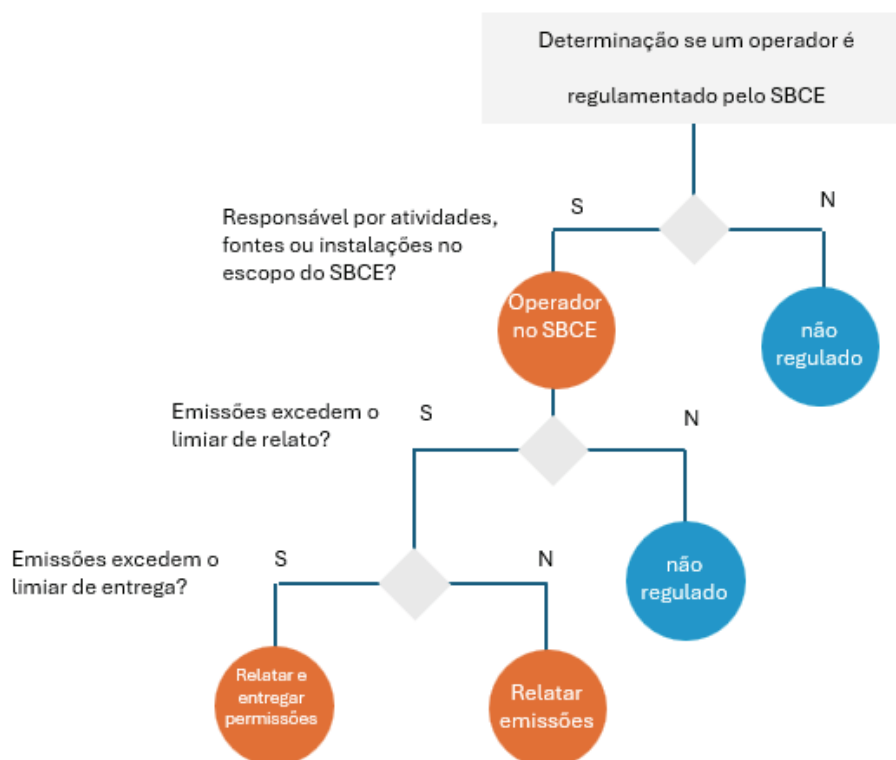 Determinação se um operador é
regulamentado pelo SBCE
S
N
Responsável por atividades,
fontes ou instalações no
escopo do SBCE?
Operador
no SBCE
não
regulado
Emissões excedem o
limiar de relato?
S
N
não
regulado
Emissões excedem o
limiar de entrega?
S
N
Relatar e
entregar
permissões
Relatar
emissões